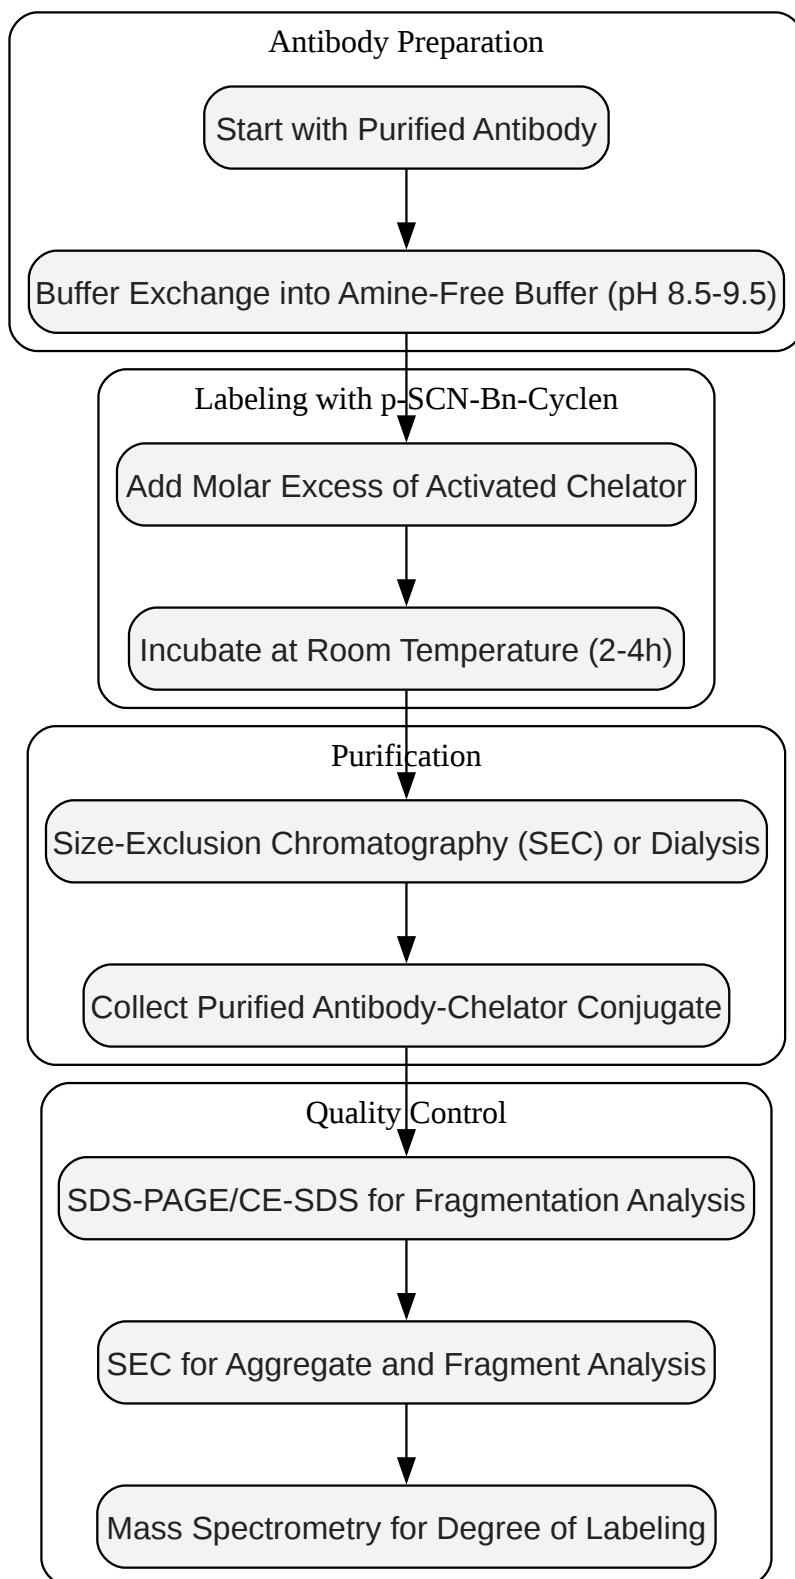 Antibody Preparation
Start with Purified Antibody
Buffer Exchange into Amine-Free Buffer (pH 8.5-9.5)
Labeling with p-SCN-Bn-Cyclen
Add Molar Excess of Activated Chelator
Incubate at Room Temperature (2-4h)
Purification
Size-Exclusion Chromatography (SEC) or Dialysis
Collect Purified Antibody-Chelator Conjugate
Quality Control
SDS-PAGE/CE-SDS for Fragmentation Analysis
SEC for Aggregate and Fragment Analysis
Mass Spectrometry for Degree of Labeling